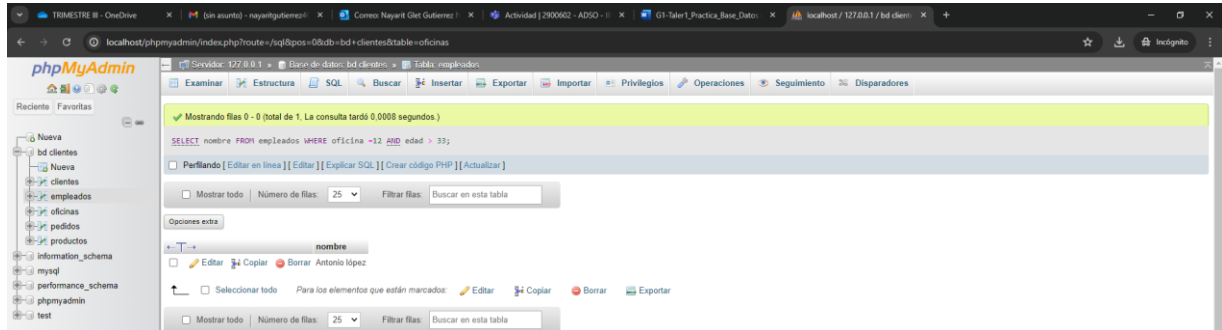 TRIMESTRE III - OneDrive
(sin asunto) - nayaritgutierrez4
Correo: Nayarit Glet Gutierrez
Actividad | 2900602 - ADSO -
G1-Taler1_Practica_Base_Datos
localhost / 127.0.0.1 / bd client
localhost/phpmyadmin/index.php?route=/sql&pos=0&db=bd+clientes&table=oficinas
Incógnito
phpMyAdmin
Reciente Favoritas
Nueva
bd clientes
Nueva
clientes
empleados
oficinas
pedidos
productos
information_schema
mysql
performance_schema
phpmyadmin
test
Servidor: 127.0.0.1 » Base de datos: bd clientes » Tabla: empleados
Examinar Estructura SQL Buscar Insertar Exportar Importar Privilegios Operaciones Seguimiento Disparadores
Mostrando filas 0 - 0 (total de 1, La consulta tardó 0,0008 segundos.)
SELECT nombre FROM empleados WHERE oficina =12 AND edad > 33;
Perfilando [ Editar en línea ] [ Editar ] [ Explicar SQL ] [ Crear código PHP ] [ Actualizar ]
Mostrar todo | Número de filas: 25 Filtrar filas: Buscar en esta tabla
Opciones extra
←T→ nombre
Editar Copiar Borrar Antonio lópez
Seleccionar todo Para los elementos que están marcados: Editar Copiar Borrar Exportar
Mostrar todo | Número de filas: 25 Filtrar filas: Buscar en esta tabla